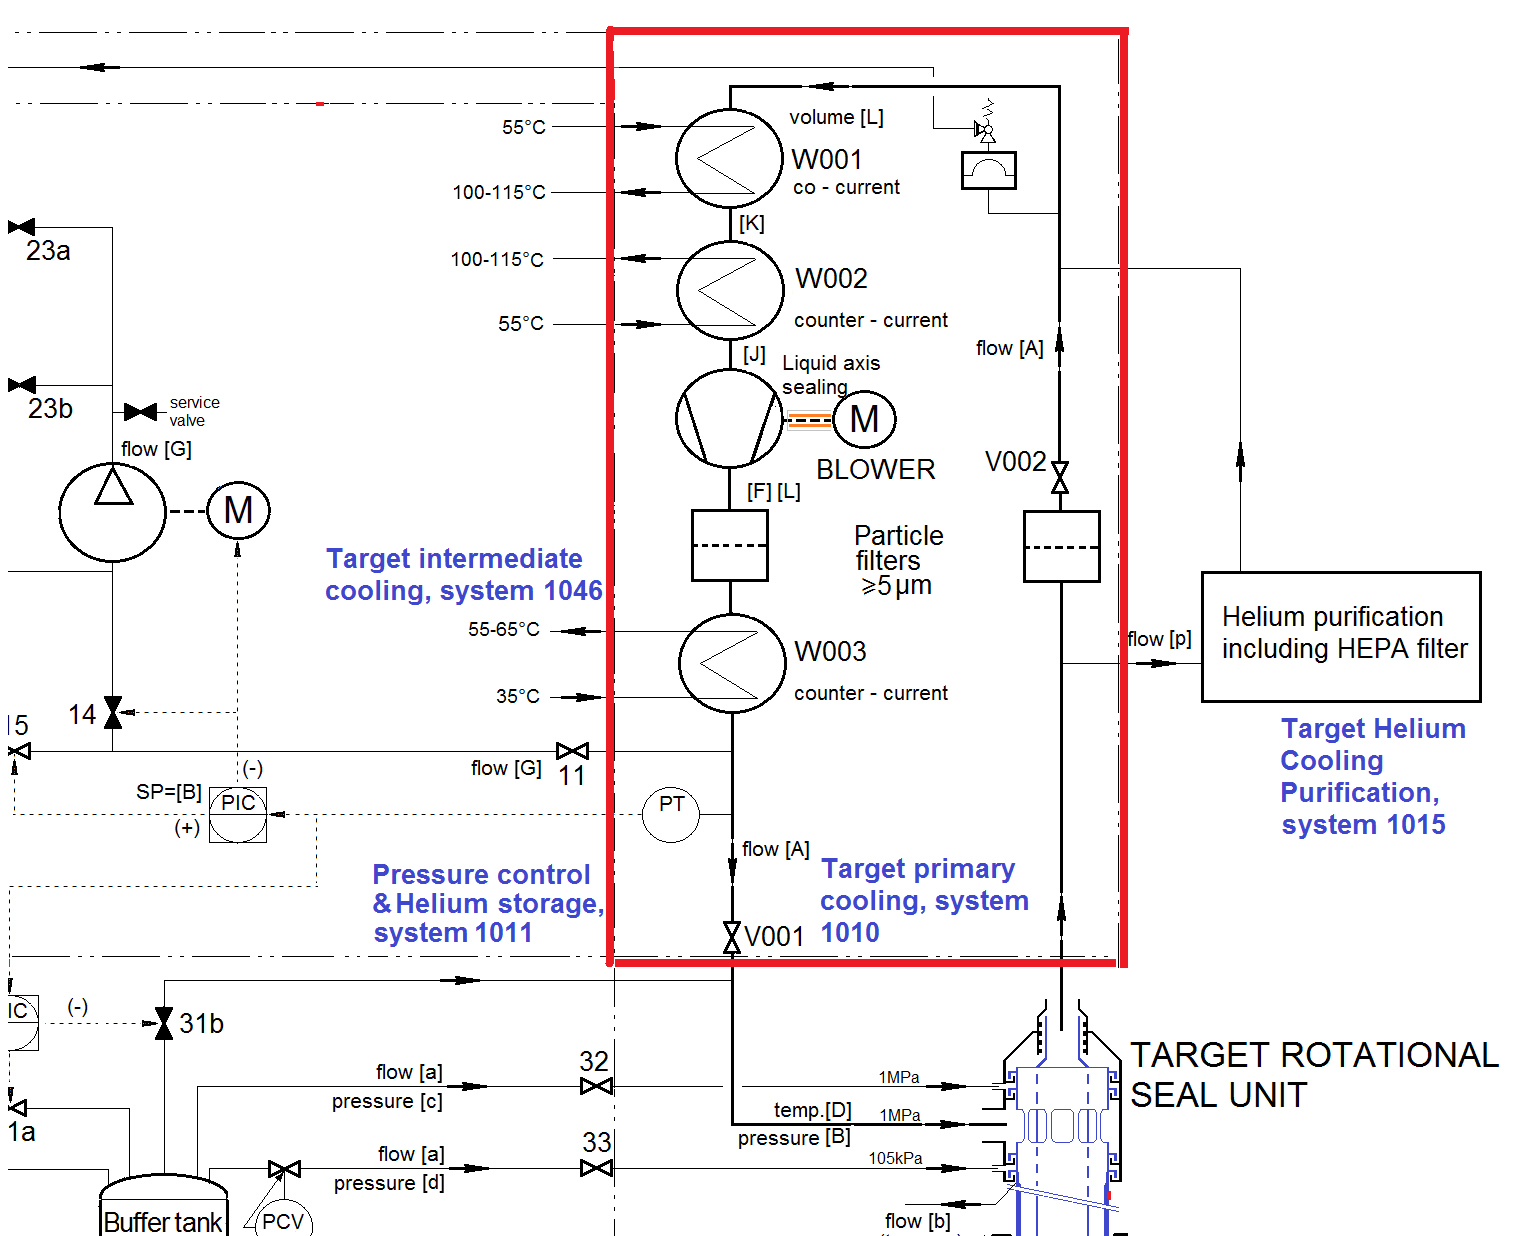 55°C
volume [L]
W001
co - current
100-115°C
[K]
23a
100-115°C
W002
55°C
counter - current
flow [A]
[J]
Liquid axis
sealing
23b
service
valve
M
flow [G]
BLOWER
V002
[F] [L]
M
Particle
filters
⩾5µm
Target intermediate
cooling, system 1046
55-65°C
W003
35°C
counter - current
Helium purification
including HEPA filter
flow [p]
14
15
flow [G]
11
Target Helium
Cooling
Purification,
system 1015
(-)
SP=[B]
PIC
(+)
PT
flow [A]
Pressure control
&Helium storage,
system 1011
Target primary
cooling, system
1010
V001
IC
(-)
31b
32
flow [a]
pressure [c]
1MPa
TARGET ROTATIONAL
SEAL UNIT
1a
temp.[D]
1MPa
pressure [B]
33
flow [a]
pressure [d]
105kPa
Buffer tank
PCV
flow [b]